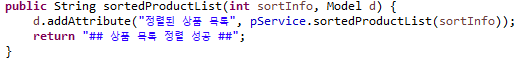 public String sortedProductList(int sortInfo, Model d) {
d.addAttribute("정렬된 상품 목록", pService.sortedProductList(sortInfo));
return "## 상품 목록 정렬 성공 ##";
}